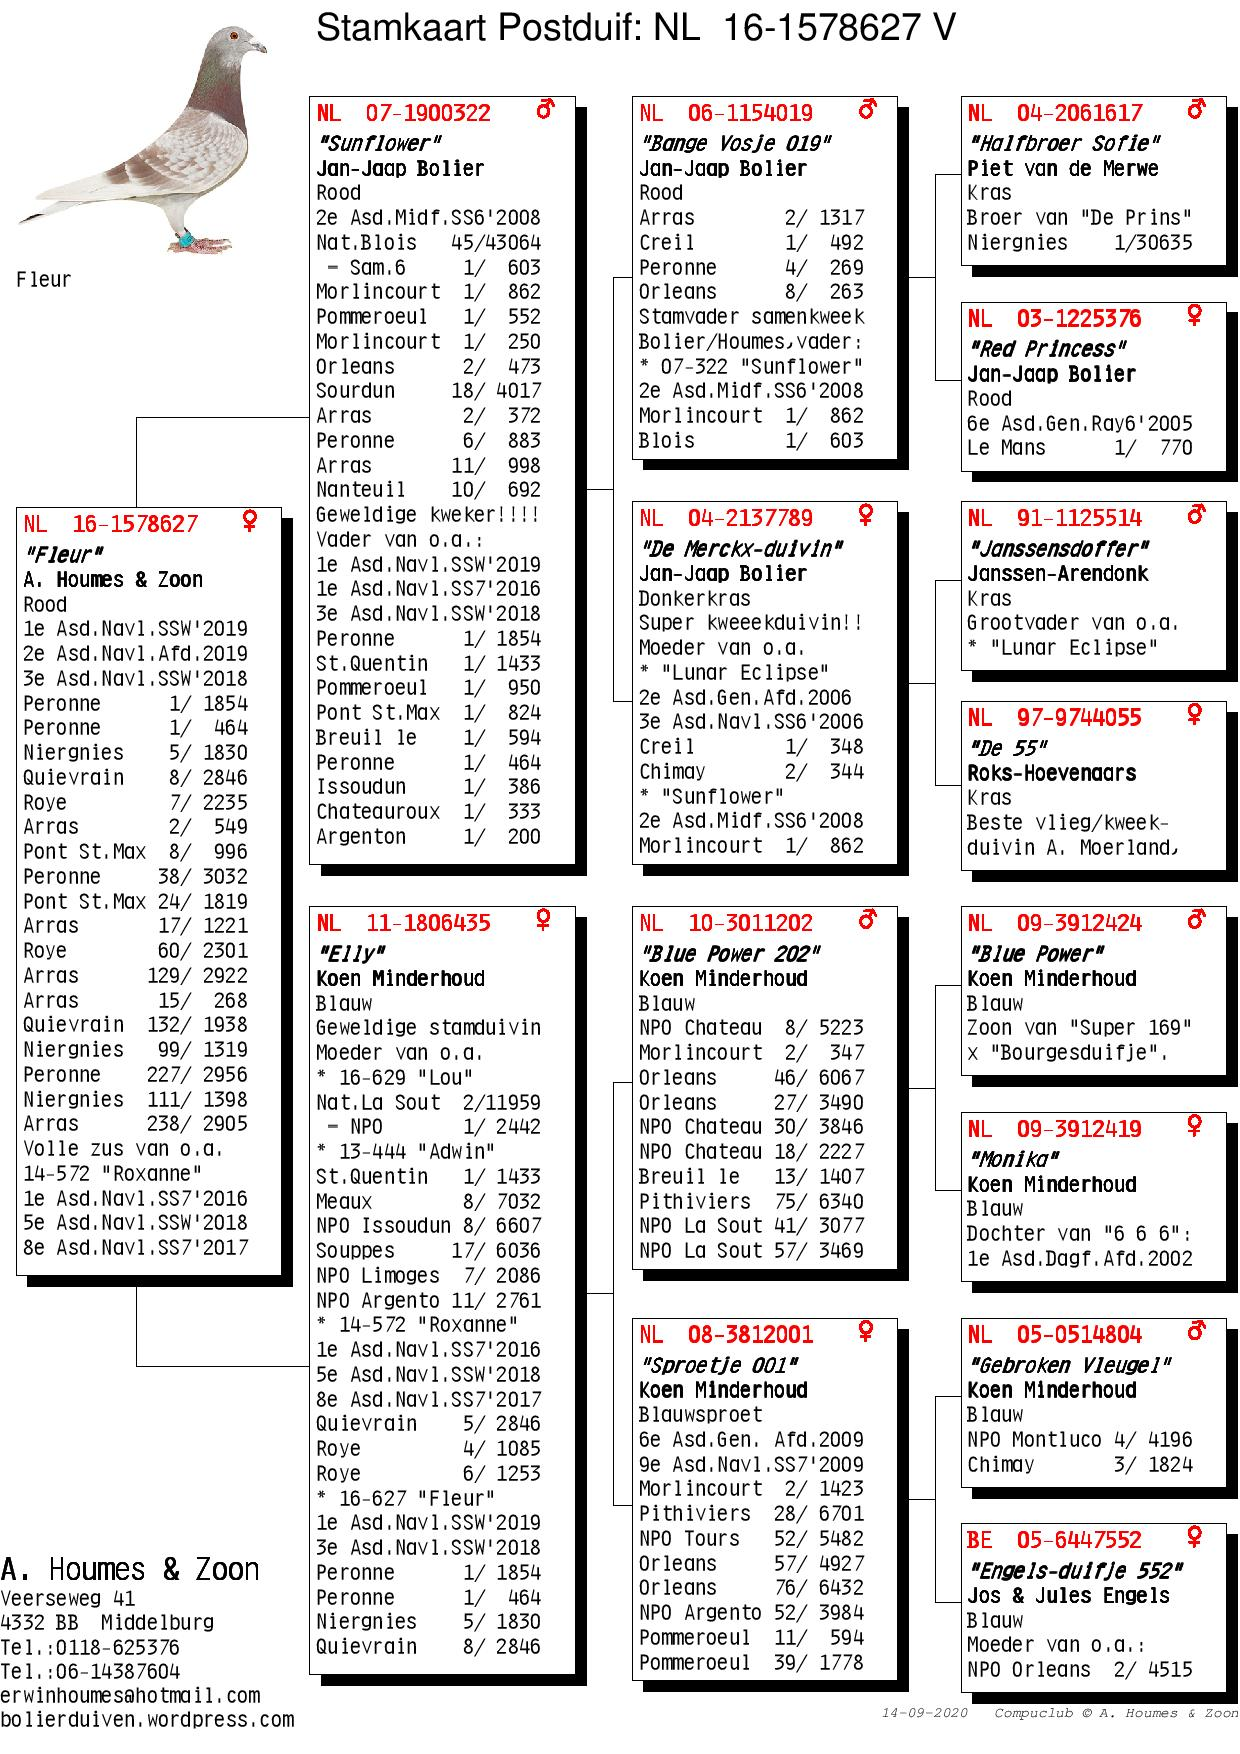 Stamkaart Postduif: NL  16-1578627 V
Fleur
NL  16-1578627 ♀
"Fleur"
A. Houmes & Zoon
Rood
1e Asd.Navl.SSW'2019
2e Asd.Navl.Afd.2019
3e Asd.Navl.SSW'2018
Peronne 1/ 1854
Peronne 1/ 464
Niergnies 5/ 1830
Quievrain 8/ 2846
Roye 7/ 2235
Arras 2/ 549
Pont St.Max 8/ 996
Peronne 38/ 3032
Pont St.Max 24/ 1819
Arras 17/ 1221
Roye 60/ 2301
Arras 129/ 2922
Arras 15/ 268
Quievrain 132/ 1938
Niergnies 99/ 1319
Peronne 227/ 2956
Niergnies 111/ 1398
Arras 238/ 2905
Volle zus van o.a.
14-572 "Roxanne"
1e Asd.Navl.SS7'2016
5e Asd.Navl.SSW'2018
8e Asd.Navl.SS7'2017
NL  07-1900322 ♂
"Sunflower"
Jan-Jaap Bolier
Rood
2e Asd.Midf.SS6'2008
Nat.Blois 45/43064
= Sam.6 1/ 603
Morlincourt 1/ 862
Pommeroeul 1/ 552
Morlincourt 1/ 250
Orleans 2/ 473
Sourdun 18/ 4017
Arras 2/ 372
Peronne 6/ 883
Arras 11/ 998
Nanteuil 10/ 692
Geweldige kweker!!!!
Vader van o.a.:
1e Asd.Navl.SSW'2019
1e Asd.Navl.SS7'2016
3e Asd.Navl.SSW'2018
Peronne 1/ 1854
St.Quentin 1/ 1433
Pommeroeul 1/ 950
Pont St.Max 1/ 824
Breuil le 1/ 594
Peronne 1/ 464
Issoudun 1/ 386
Chateauroux 1/ 333
Argenton 1/ 200
NL  11-1806435 ♀
"Elly"
Koen Minderhoud
Blauw
Geweldige stamduivin
Moeder van o.a.
* 16-629 "Lou"
Nat.La Sout 2/11959
= NPO 1/ 2442
* 13-444 "Adwin"
St.Quentin 1/ 1433
Meaux 8/ 7032
NPO Issoudun 8/ 6607
Souppes 17/ 6036
NPO Limoges 7/ 2086
NPO Argento 11/ 2761
* 14-572 "Roxanne"
1e Asd.Navl.SS7'2016
5e Asd.Navl.SSW'2018
8e Asd.Navl.SS7'2017
Quievrain 5/ 2846
Roye 4/ 1085
Roye 6/ 1253
* 16-627 "Fleur"
1e Asd.Navl.SSW'2019
3e Asd.Navl.SSW'2018
Peronne 1/ 1854
Peronne 1/ 464
Niergnies 5/ 1830
Quievrain 8/ 2846
NL  06-1154019 ♂
"Bange Vosje 019"
Jan-Jaap Bolier
Rood
Arras 2/ 1317
Creil 1/ 492
Peronne 4/ 269
Orleans 8/ 263
Stamvader samenkweek
Bolier/Houmes,vader:
* 07-322 "Sunflower"
2e Asd.Midf.SS6'2008
Morlincourt 1/ 862
Blois 1/ 603
NL  04-2137789 ♀
"De Merckx-duivin"
Jan-Jaap Bolier
Donkerkras
Super kweeekduivin!!
Moeder van o.a.
* "Lunar Eclipse"
2e Asd.Gen.Afd.2006
3e Asd.Navl.SS6'2006
Creil 1/ 348
Chimay 2/ 344
* "Sunflower"
2e Asd.Midf.SS6'2008
Morlincourt 1/ 862
NL  10-3011202 ♂
"Blue Power 202"
Koen Minderhoud
Blauw
NPO Chateau 8/ 5223
Morlincourt 2/ 347
Orleans 46/ 6067
Orleans 27/ 3490
NPO Chateau 30/ 3846
NPO Chateau 18/ 2227
Breuil le 13/ 1407
Pithiviers 75/ 6340
NPO La Sout 41/ 3077
NPO La Sout 57/ 3469
NL  08-3812001 ♀
"Sproetje 001"
Koen Minderhoud
Blauwsproet
6e Asd.Gen. Afd.2009
9e Asd.Navl.SS7'2009
Morlincourt 2/ 1423
Pithiviers 28/ 6701
NPO Tours 52/ 5482
Orleans 57/ 4927
Orleans 76/ 6432
NPO Argento 52/ 3984
Pommeroeul 11/ 594
Pommeroeul 39/ 1778
NL  04-2061617 ♂
"Halfbroer Sofie"
Piet van de Merwe
Kras
Broer van "De Prins"
Niergnies 1/30635
NL  03-1225376 ♀
"Red Princess"
Jan-Jaap Bolier
Rood
6e Asd.Gen.Ray6'2005
Le Mans 1/ 770
NL  91-1125514 ♂
"Janssensdoffer"
Janssen-Arendonk
Kras
Grootvader van o.a.
* "Lunar Eclipse"
NL  97-9744055 ♀
"De 55"
Roks-Hoevenaars
Kras
Beste vlieg/kweek-
duivin A. Moerland,
NL  09-3912424 ♂
"Blue Power"
Koen Minderhoud
Blauw
Zoon van "Super 169"
x "Bourgesduifje".
NL  09-3912419 ♀
"Monika"
Koen Minderhoud
Blauw
Dochter van "6 6 6":
1e Asd.Dagf.Afd.2002
NL  05-0514804 ♂
"Gebroken Vleugel"
Koen Minderhoud
Blauw
NPO Montluco 4/ 4196
Chimay 3/ 1824
BE  05-6447552 ♀
"Engels-duifje 552"
Jos & Jules Engels
Blauw
Moeder van o.a.:
NPO Orleans 2/ 4515
A. Houmes & Zoon
Veerseweg 41
4332 BB  Middelburg
Tel.:0118-625376
Tel.:06-14387604
erwinhoumes@hotmail.com
bolierduiven.wordpress.com
14-09-2020   Compuclub © A. Houmes & Zoon